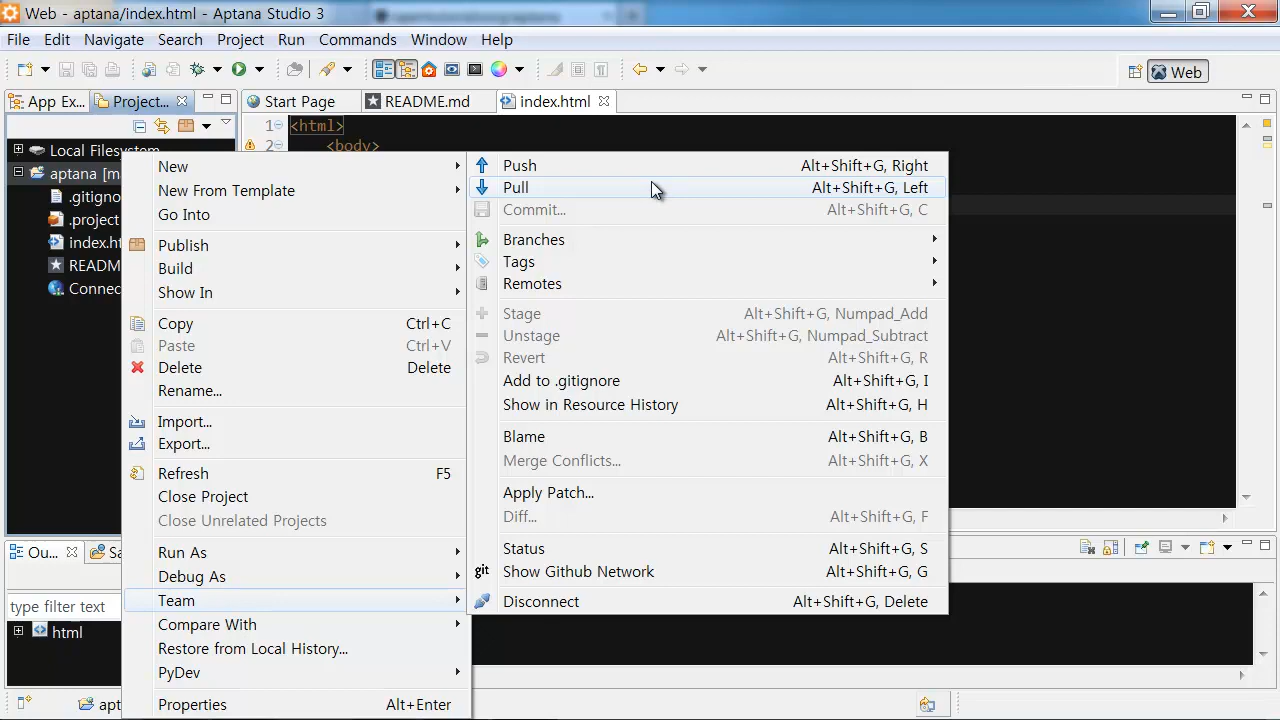 Web - aptana/index.html - Aptana Studio 3
File Edit Navigate Search Project Run Commands Window Help
Web
App Ex... Project...
Start Page README.md index.html
1 <html>
2 <body>
Local Filesystem
aptana [ma
.gitigno
.project
index.ht
README
Connec
New
New From Template
Go Into
Publish
Build
Show In
Copy Ctrl+C
Paste Ctrl+V
Delete Delete
Rename...
Import...
Export...
Refresh F5
Close Project
Close Unrelated Projects
Run As
Debug As
Team
Compare With
Restore from Local History...
PyDev
Properties Alt+Enter
Push Alt+Shift+G, Right
Pull Alt+Shift+G, Left
Commit... Alt+Shift+G, C
Branches
Tags
Remotes
Stage Alt+Shift+G, Numpad_Add
Unstage Alt+Shift+G, Numpad_Subtract
Revert Alt+Shift+G, R
Add to .gitignore Alt+Shift+G, I
Show in Resource History Alt+Shift+G, H
Blame Alt+Shift+G, B
Merge Conflicts... Alt+Shift+G, X
Apply Patch...
Diff... Alt+Shift+G, F
Status Alt+Shift+G, S
git Show Github Network Alt+Shift+G, G
Disconnect Alt+Shift+G, Delete
Ou... Sa
type filter text
html
apt